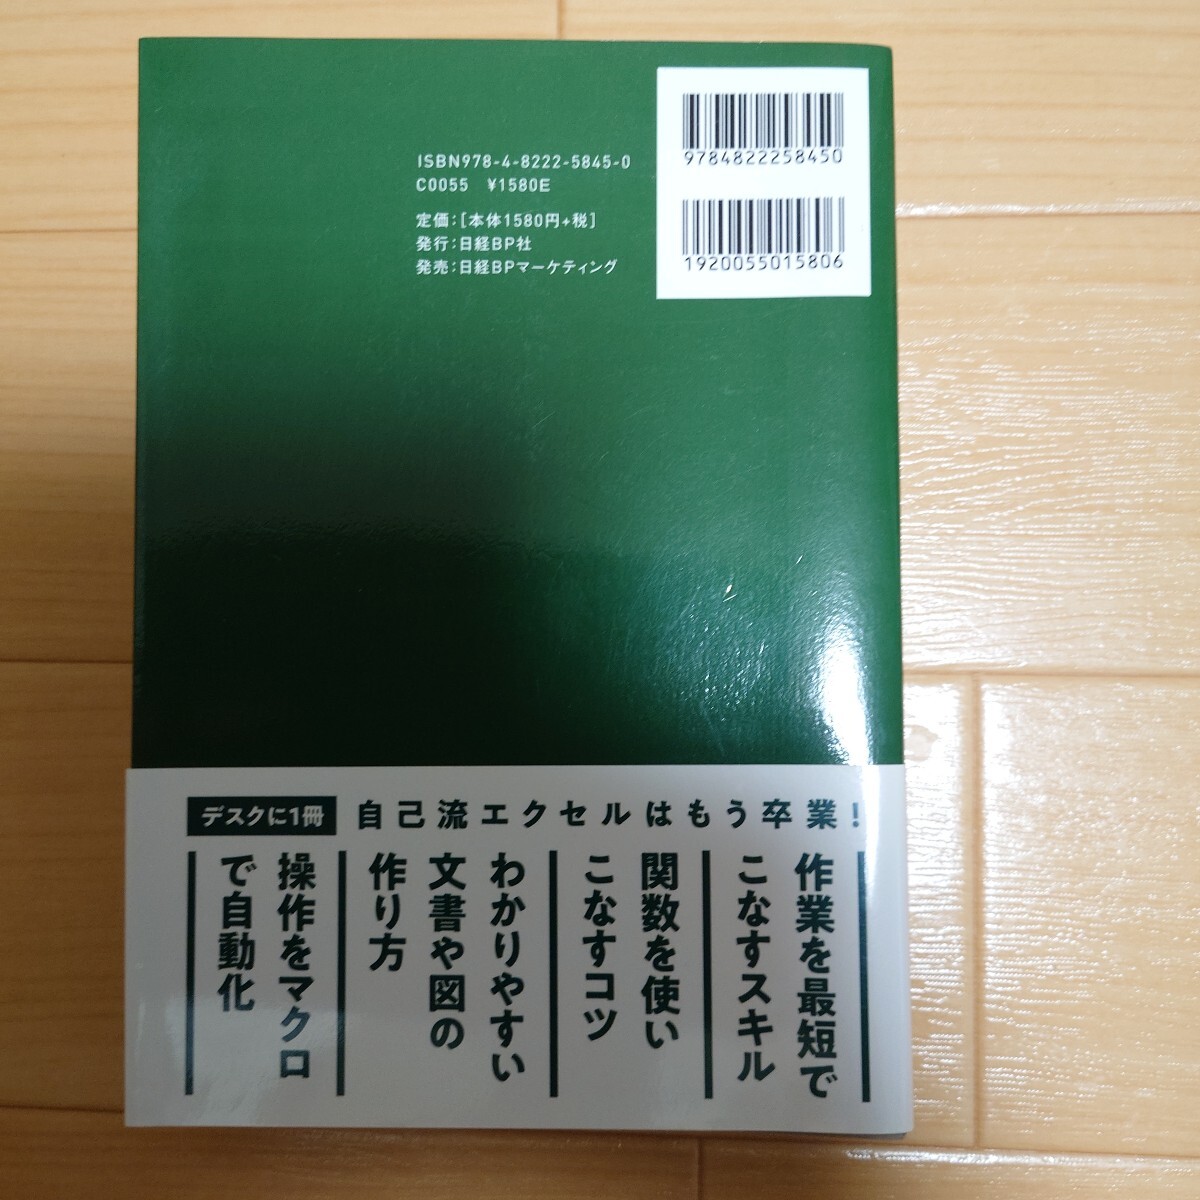 ISBN978-4-8222-5845-0
C0055 ¥1580E
定価：[本体1580円+税]
発行：日経BP社
発売：日経BPマーケティング
9784822258450
1920055015806
デスクに1冊
自己流エクセルはもう卒業！
作業を最短で
こなすスキル
関数を使い
こなすコツ
わかりやすい
文書や図の
作り方
操作をマクロ
で自動化